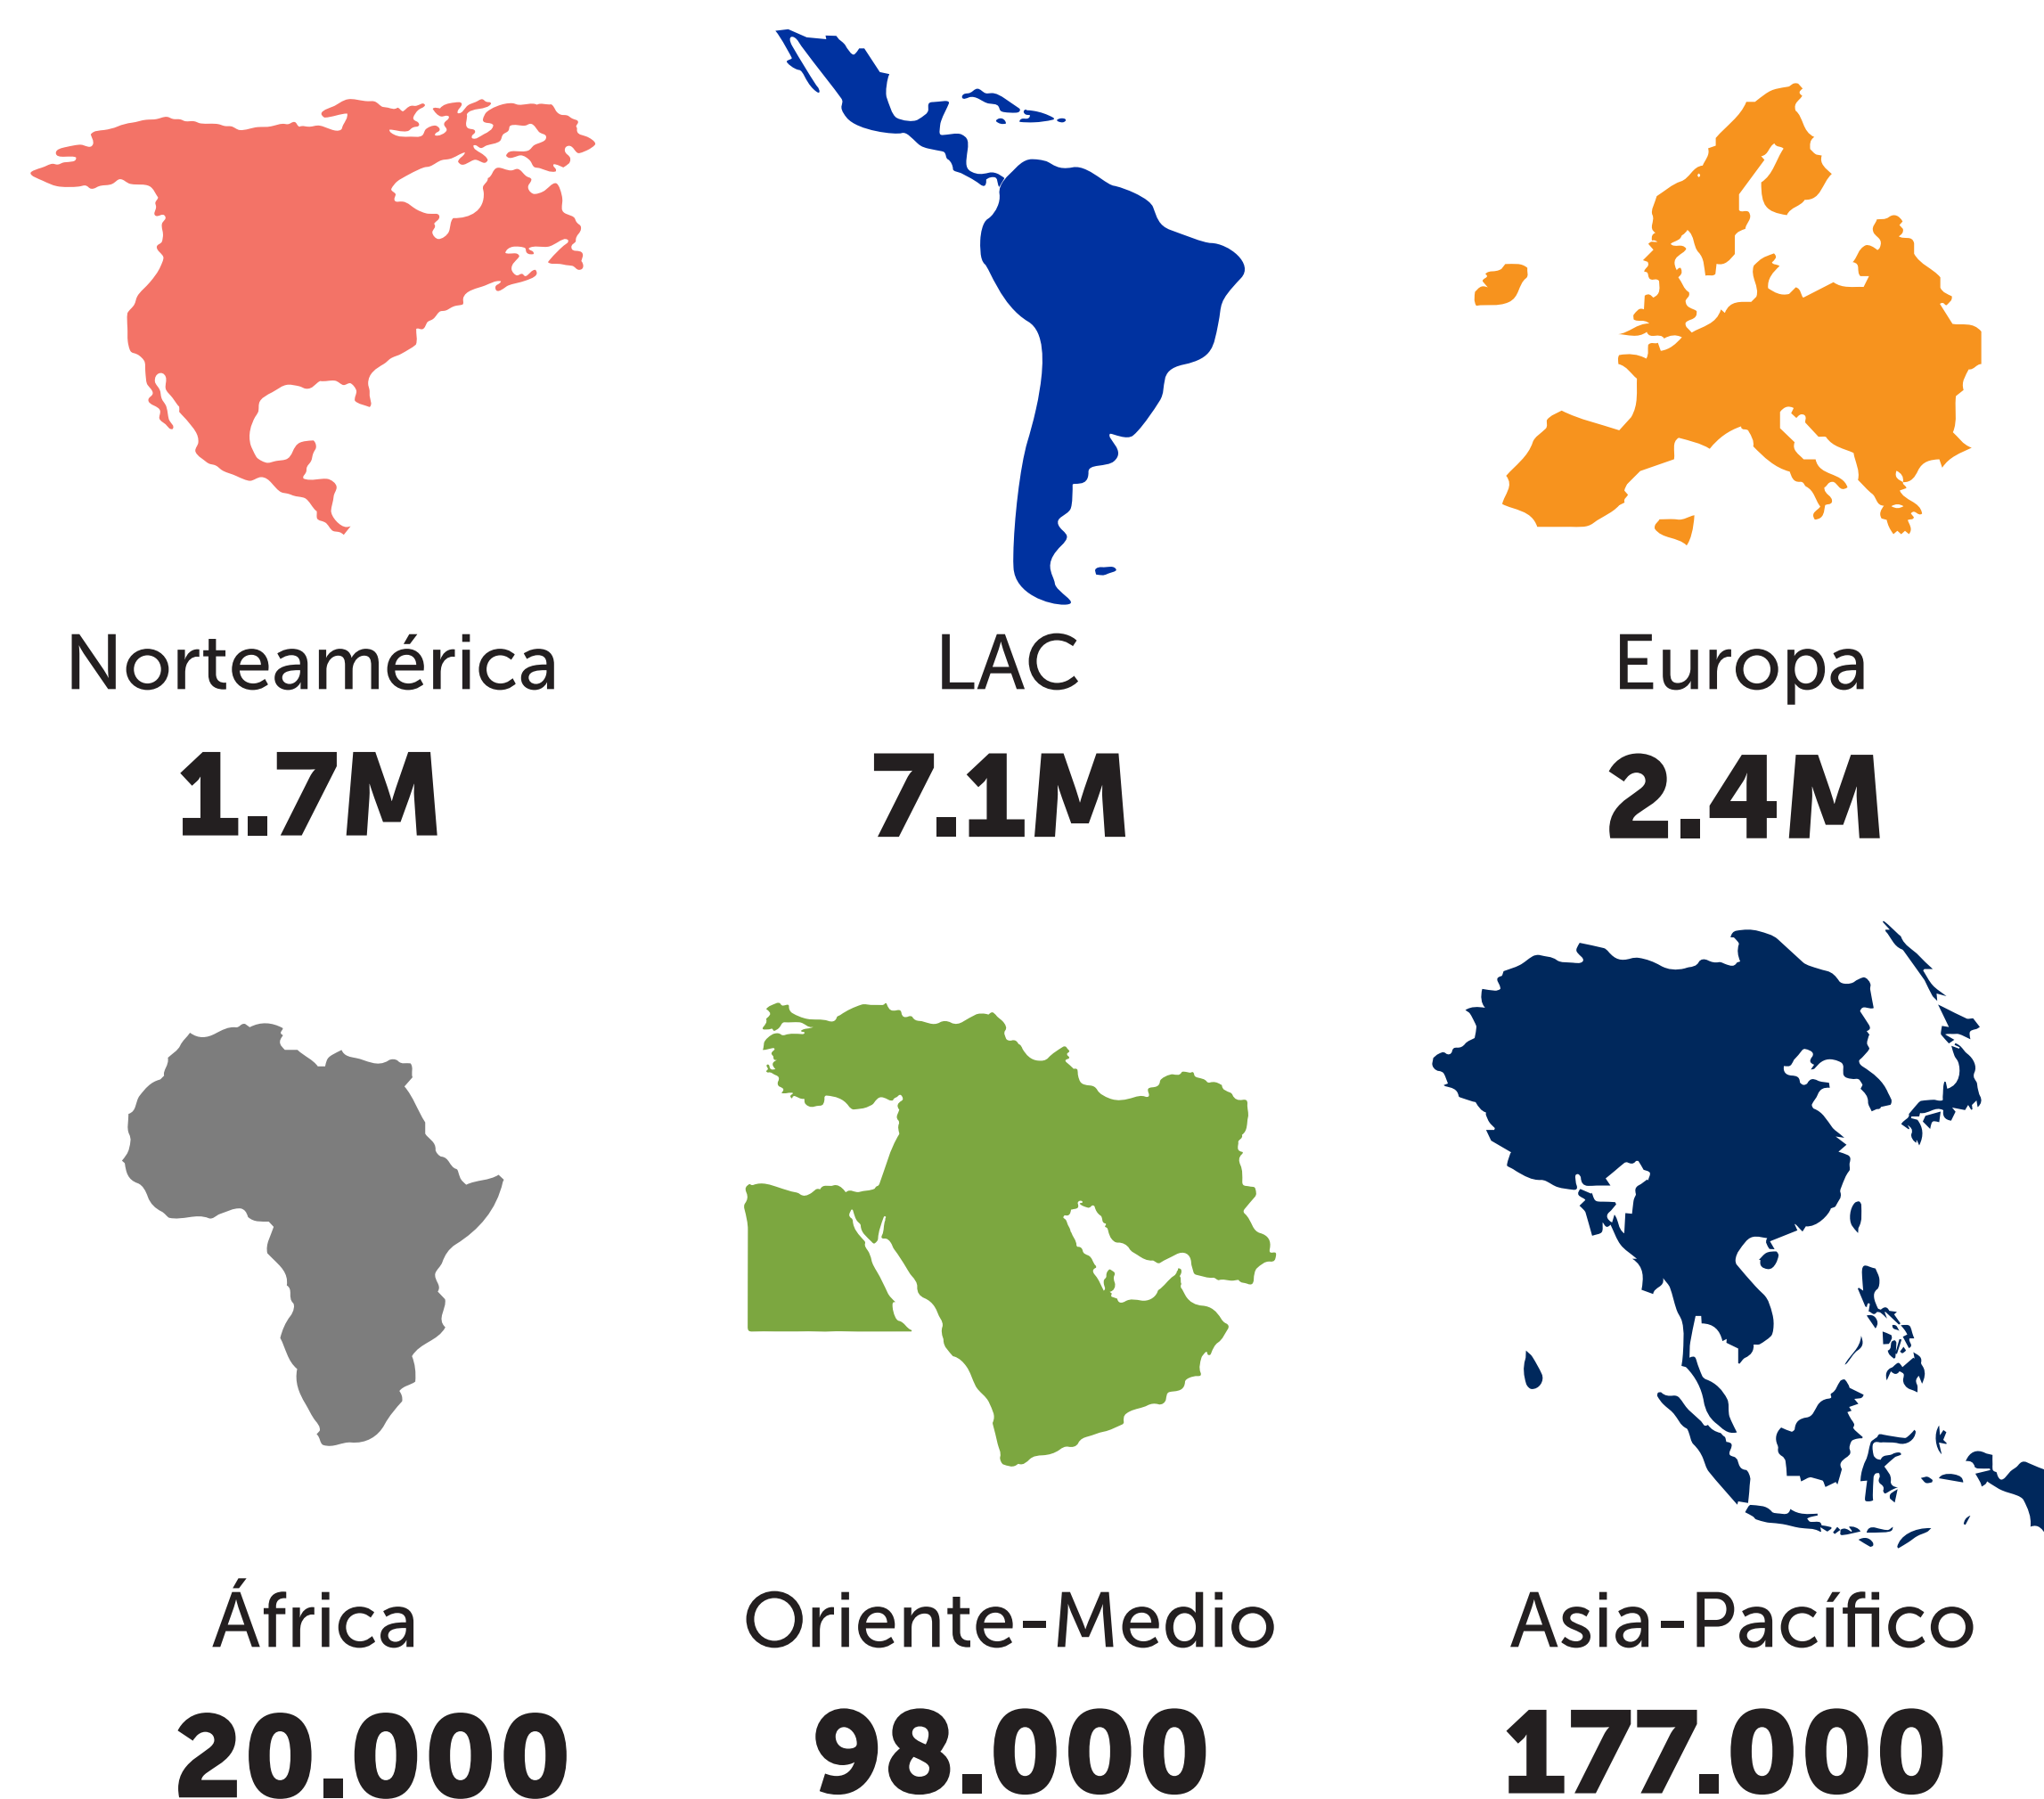 Norteamérica
1.7M
LAC
7.1M
Europa
2.4M
África
20.000
Oriente-Medio
98.000
Asia-Pacífico
177.000